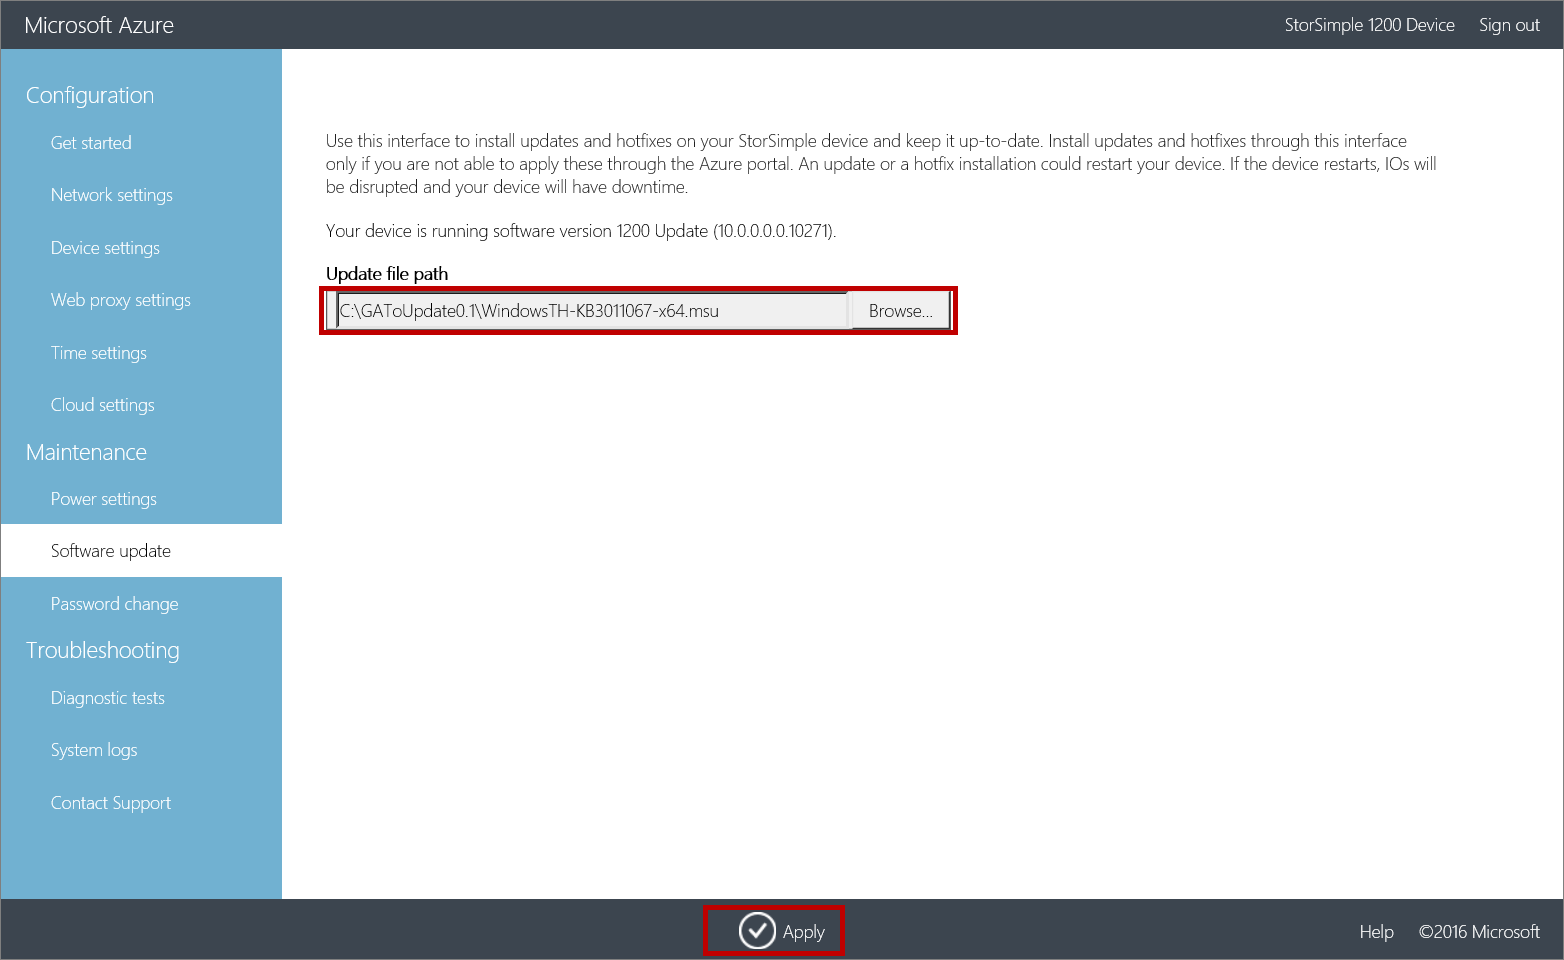 Microsoft Azure
StorSimple 1200 Device
Sign out
Configuration
Get started
Network settings
Device settings
Web proxy settings
Time settings
Cloud settings
Maintenance
Power settings
Software update
Password change
Troubleshooting
Diagnostic tests
System logs
Contact Support
Use this interface to install updates and hotfixes on your StorSimple device and keep it up-to-date. Install updates and hotfixes through this interface
only if you are not able to apply these through the Azure portal. An update or a hotfix installation could restart your device. If the device restarts, IOs will
be disrupted and your device will have downtime.
Your device is running software version 1200 Update (10.0.0.0.0.10271).
Update file path
C:\GAToUpdate0.1\WindowsTH-KB3011067-x64.msu
Browse...
Apply
Help
©2016 Microsoft